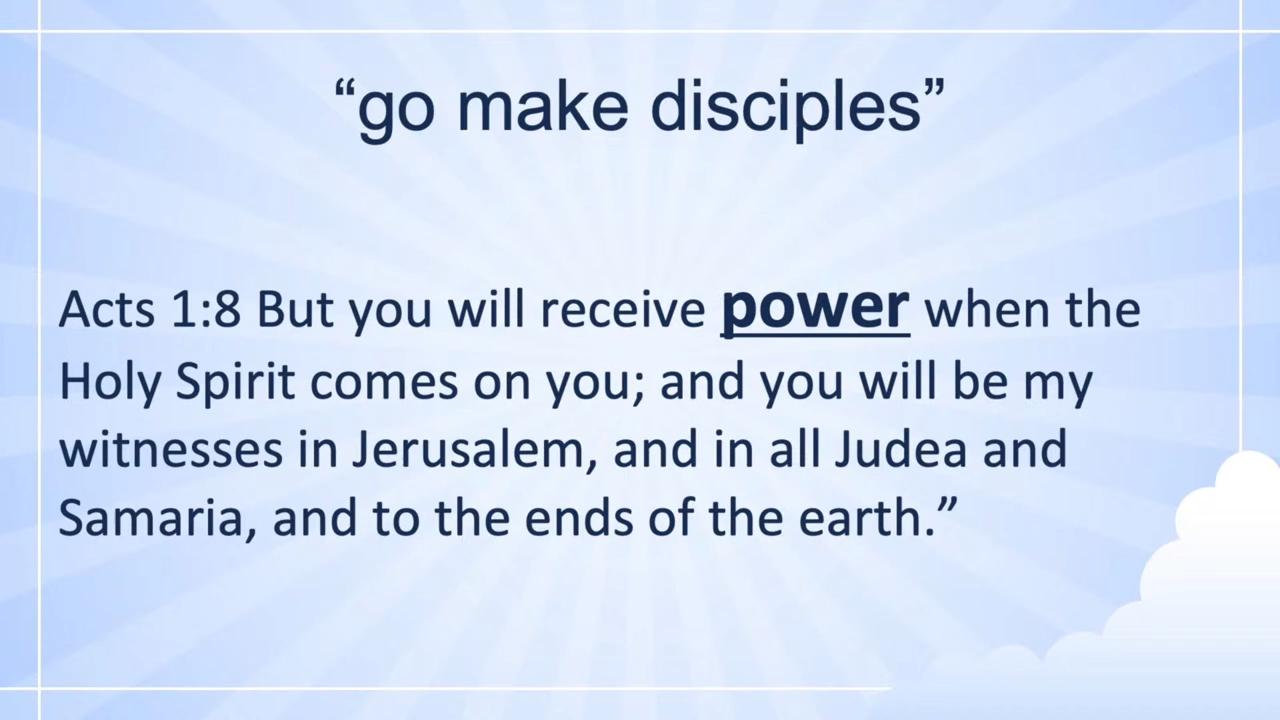 “go make disciples”
Acts 1:8 But you will receive power when the
Holy Spirit comes on you; and you will be my
witnesses in Jerusalem, and in all Judea and
Samaria, and to the ends of the earth.”